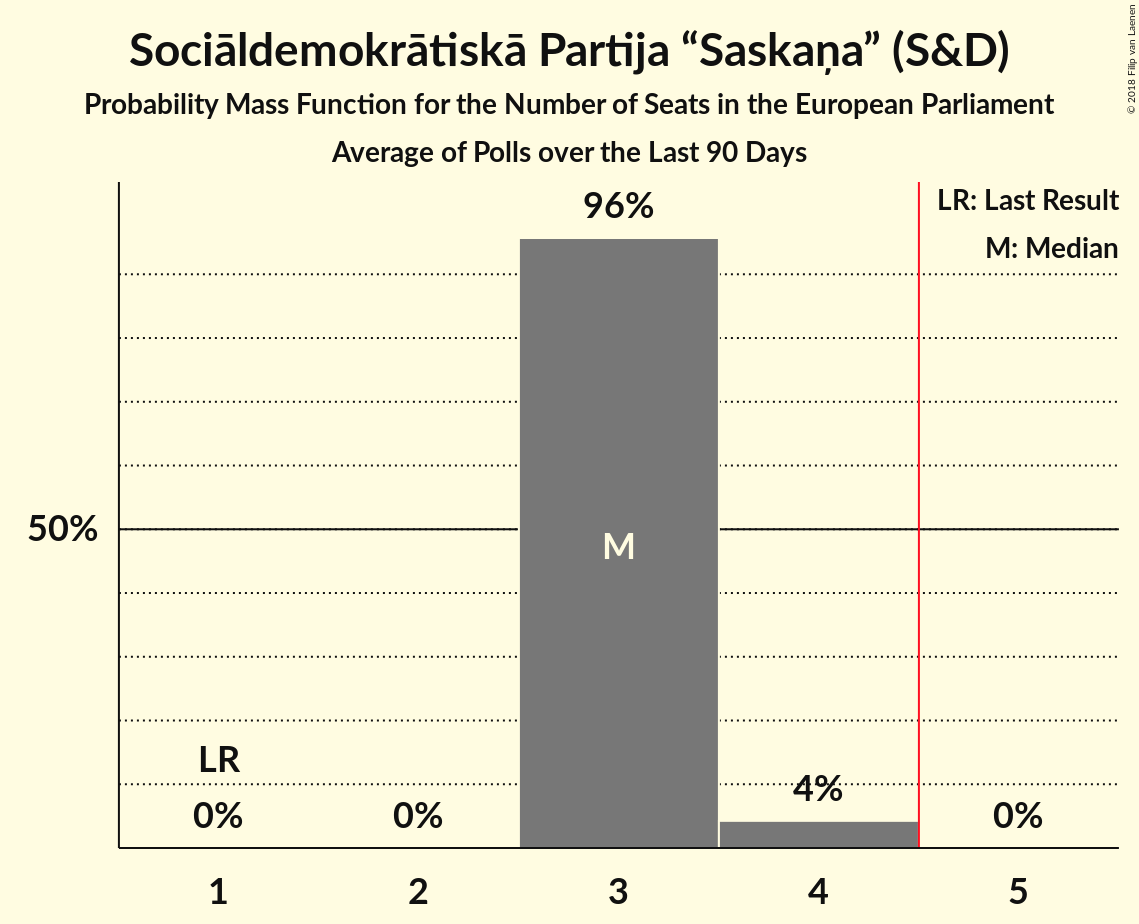 Sociāldemokrātiskā Partija “Saskaņa” (S&D)
Probability Mass Function for the Number of Seats in the European Parliament
Average of Polls over the Last 90 Days
© 2018 Filip van Laenen
LR: Last Result
M: Median
96%
50%
M
LR
0%
0%
4%
0%
1
2
3
4
5